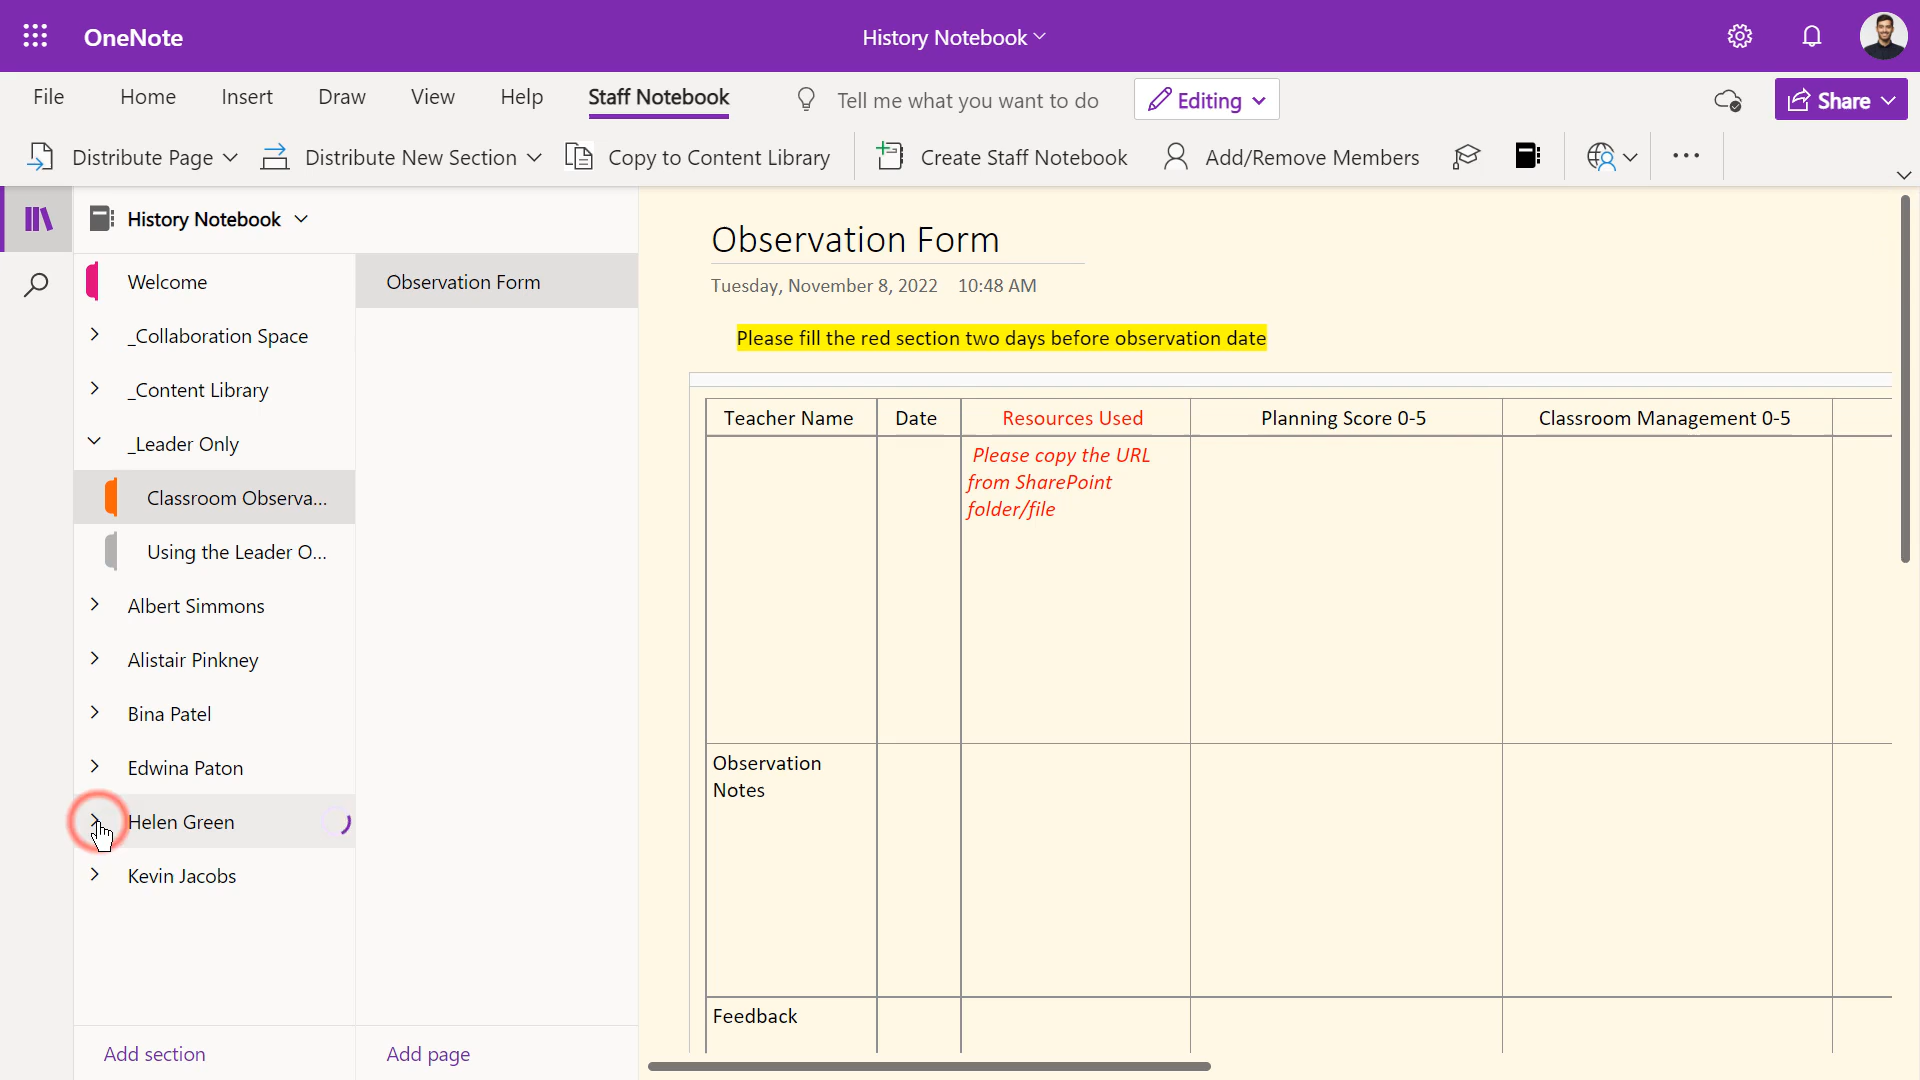 OneNote
History Notebook
File Home Insert Draw View Help Staff Notebook Tell me what you want to do Editing Share
Distribute Page Distribute New Section Copy to Content Library Create Staff Notebook Add/Remove Members
History Notebook
Welcome
_Collaboration Space
_Content Library
_Leader Only
Classroom Observa...
Using the Leader O...
Albert Simmons
Alistair Pinkney
Bina Patel
Edwina Paton
Helen Green
Kevin Jacobs
Add section
Observation Form
Add page
Observation Form
Tuesday, November 8, 2022 10:48 AM
Please fill the red section two days before observation date
Teacher Name Date Resources Used Planning Score 0-5 Classroom Management 0-5
Please copy the URL
from SharePoint
folder/file
Observation
Notes
Feedback